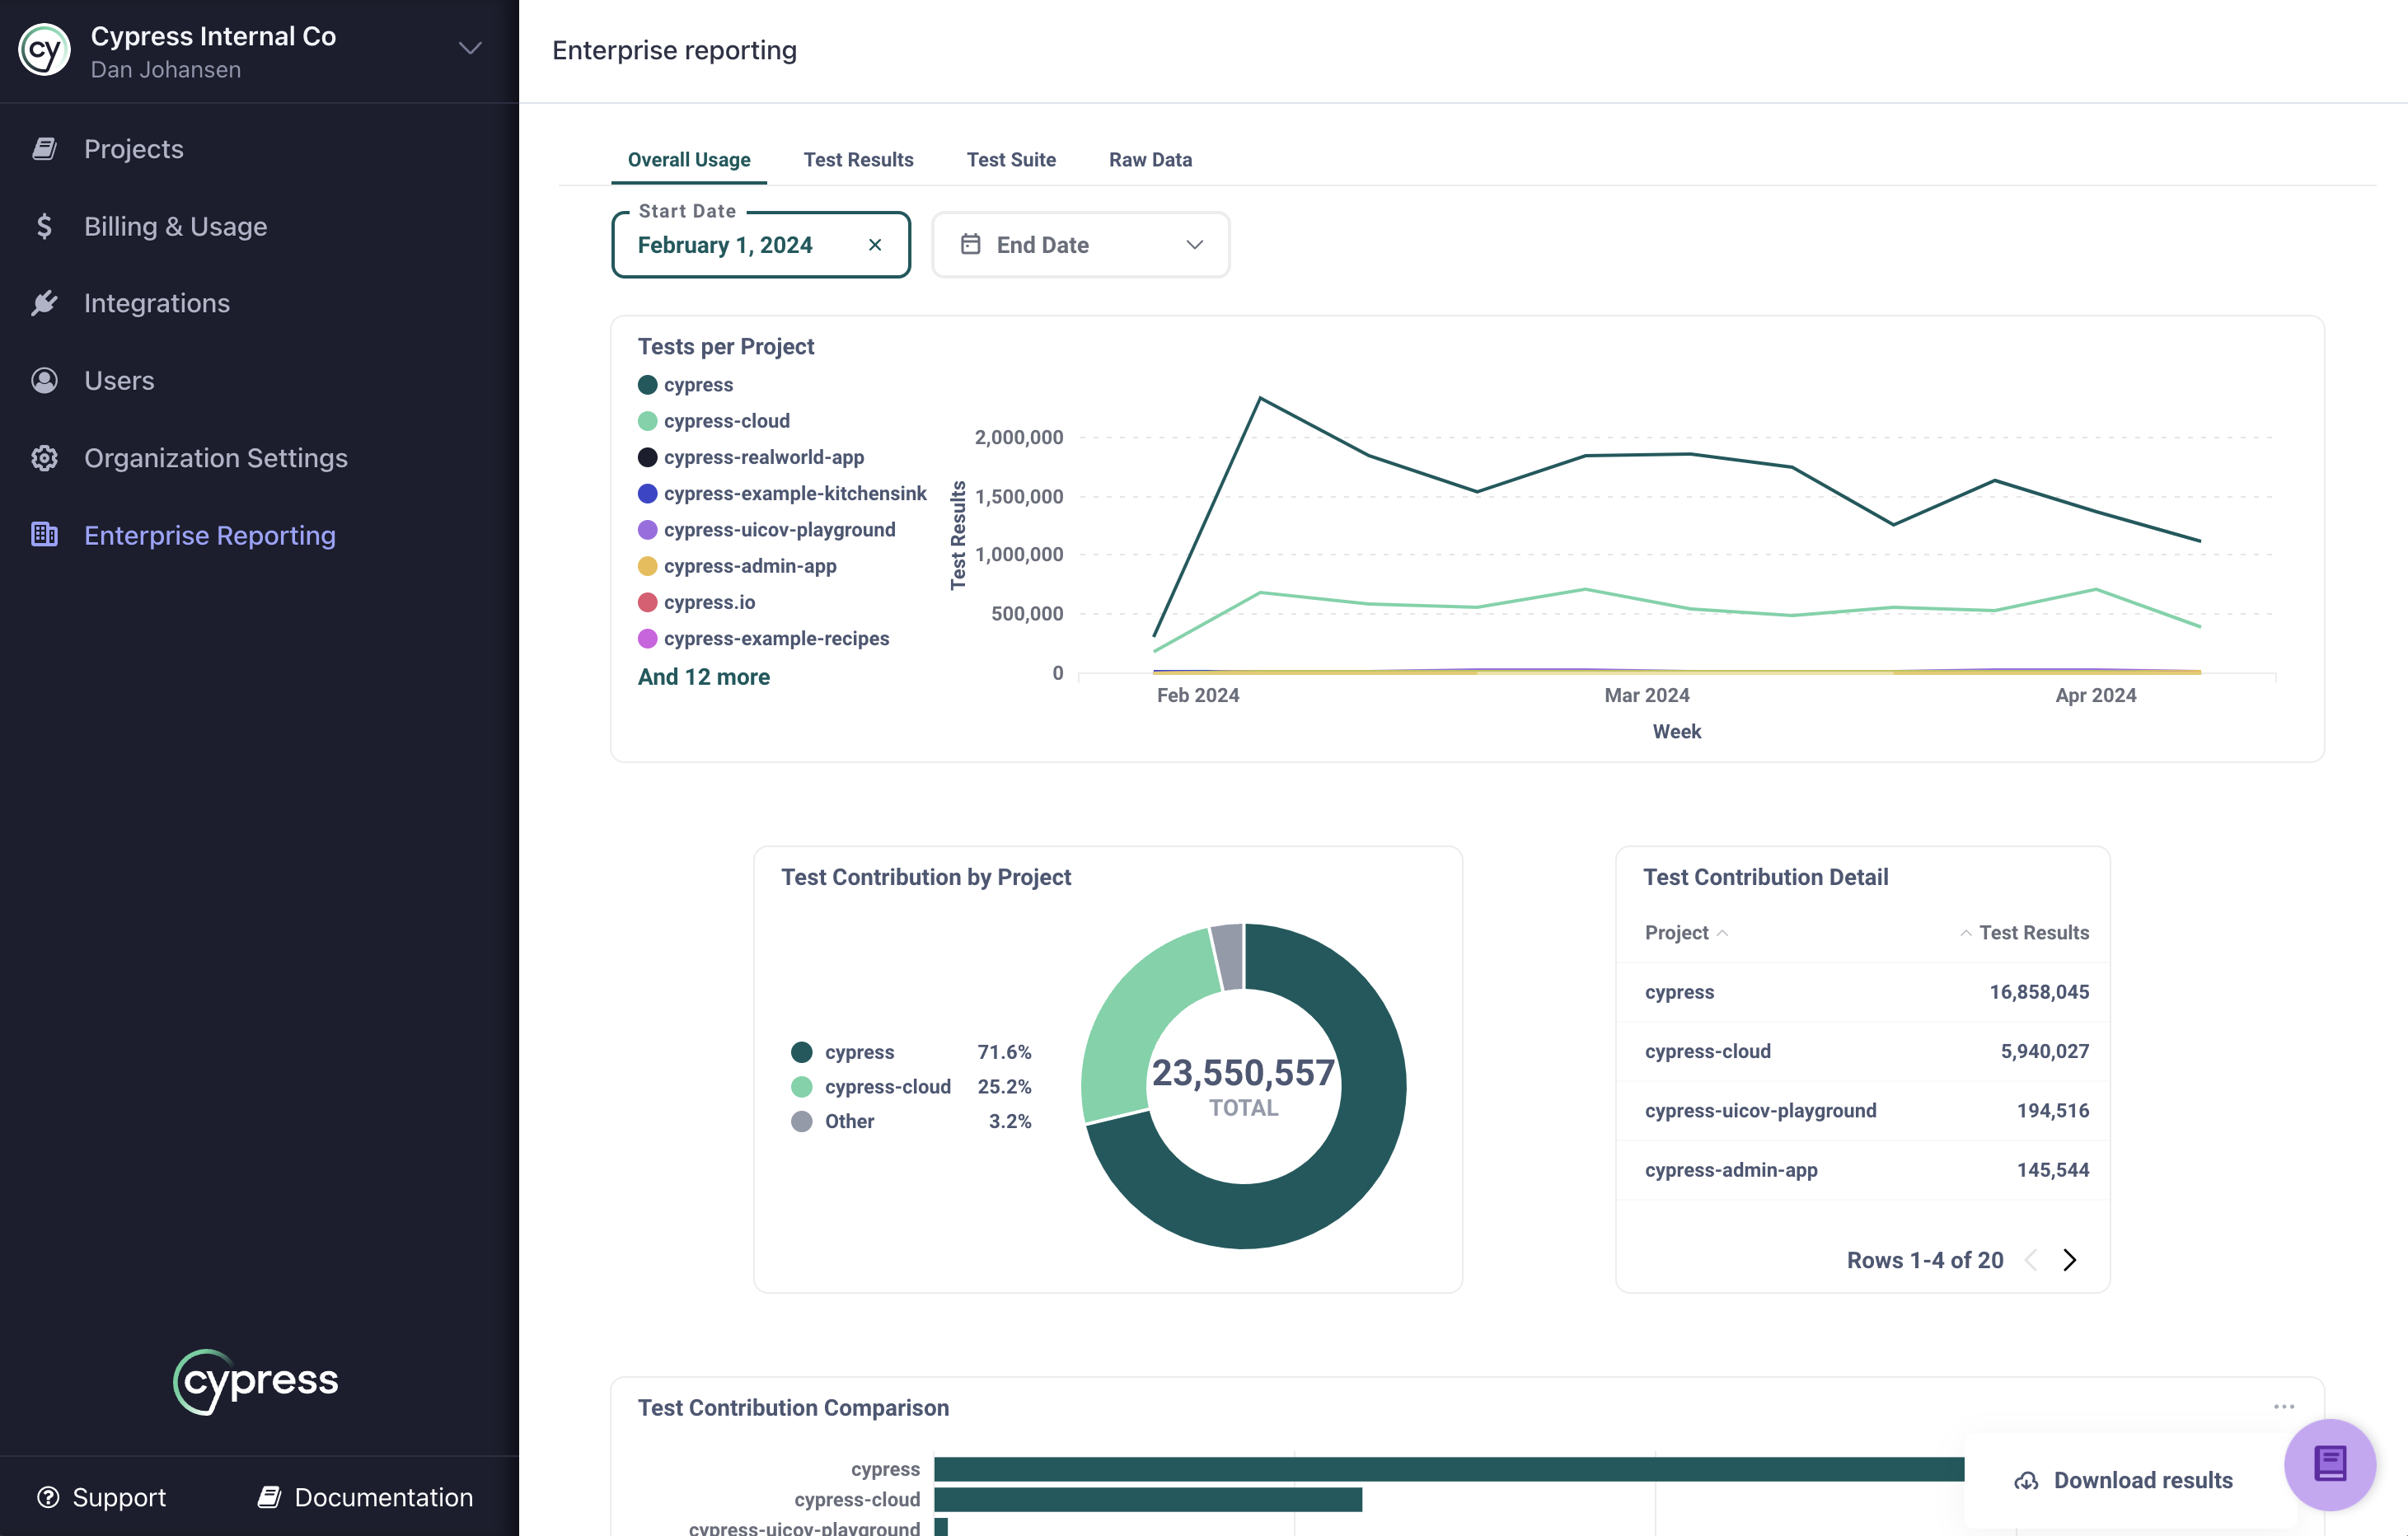 cy
Cypress Internal Co
Dan Johansen
Projects
Billing & Usage
Integrations
Users
Organization Settings
Enterprise Reporting
cypress
Support
Documentation
Enterprise reporting
Overall Usage
Test Results
Test Suite
Raw Data
Start Date
February 1, 2024
End Date
Tests per Project
cypress
cypress-cloud
cypress-realworld-app
cypress-example-kitchensink
cypress-uicov-playground
cypress-admin-app
cypress.io
cypress-example-recipes
And 12 more
Test Results
2,000,000
1,500,000
1,000,000
500,000
0
Feb 2024
Mar 2024
Apr 2024
Week
Test Contribution by Project
cypress 71.6%
cypress-cloud 25.2%
Other 3.2%
23,550,557
TOTAL
Test Contribution Detail
Project Test Results
cypress 16,858,045
cypress-cloud 5,940,027
cypress-uicov-playground 194,516
cypress-admin-app 145,544
Rows 1-4 of 20
Test Contribution Comparison
cypress
cypress-cloud
cypress-uicov-playground
Download results